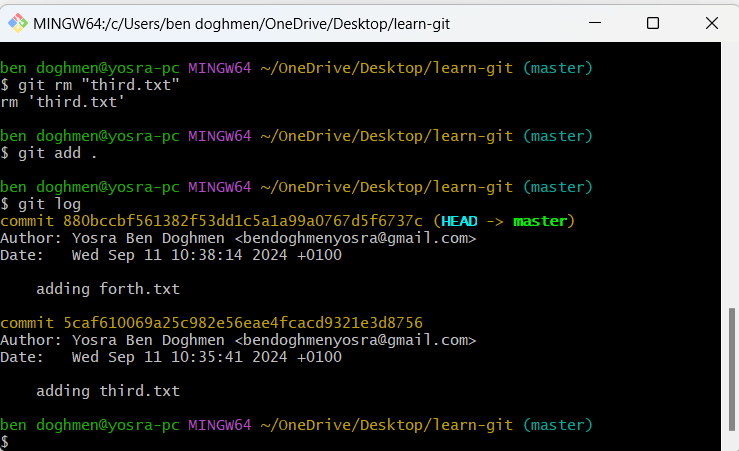 MINGW64:/c/Users/ben doghmen/OneDrive/Desktop/learn-git
ben doghmen@yosra-pc MINGW64 ~/OneDrive/Desktop/learn-git (master)
$ git rm "third.txt"
rm 'third.txt'
ben doghmen@yosra-pc MINGW64 ~/OneDrive/Desktop/learn-git (master)
$ git add .
ben doghmen@yosra-pc MINGW64 ~/OneDrive/Desktop/learn-git (master)
$ git log
commit 880bccbf561382f53dd1c5a1a99a0767d5f6737c (HEAD -> master)
Author: Yosra Ben Doghmen <bendoghmenyosra@gmail.com>
Date:   Wed Sep 11 10:38:14 2024 +0100
    adding forth.txt
commit 5caf610069a25c982e56eae4fcacd9321e3d8756
Author: Yosra Ben Doghmen <bendoghmenyosra@gmail.com>
Date:   Wed Sep 11 10:35:41 2024 +0100
    adding third.txt
ben doghmen@yosra-pc MINGW64 ~/OneDrive/Desktop/learn-git (master)
$